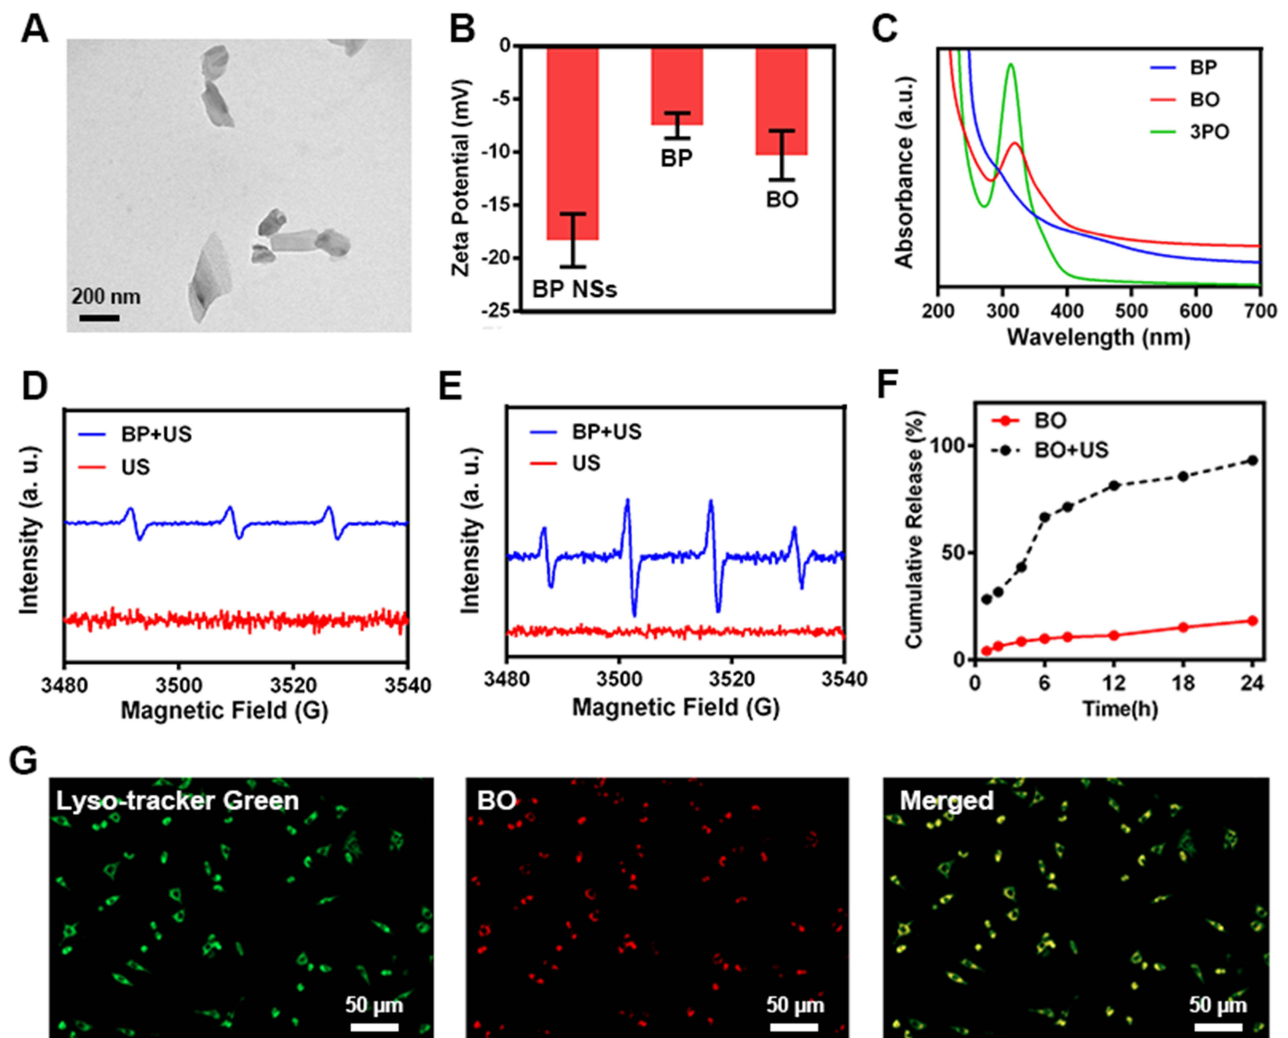 A
200 nm
B
Zeta Potential (mV)
0
-5
-10
-15
-20
-25
BP NSs
BP
BO
C
Absorbance (a.u.)
BP
BO
3PO
200 300 400 500 600 700
Wavelength (nm)
D
Intensity (a. u.)
BP+US
US
3480 3500 3520 3540
Magnetic Field (G)
E
Intensity (a. u.)
BP+US
US
3480 3500 3520 3540
Magnetic Field (G)
F
Cumulative Release (%)
BO
BO+US
100
50
0
0 6 12 18 24
Time(h)
G
Lyso-tracker Green
50 µm
BO
50 µm
Merged
50 µm